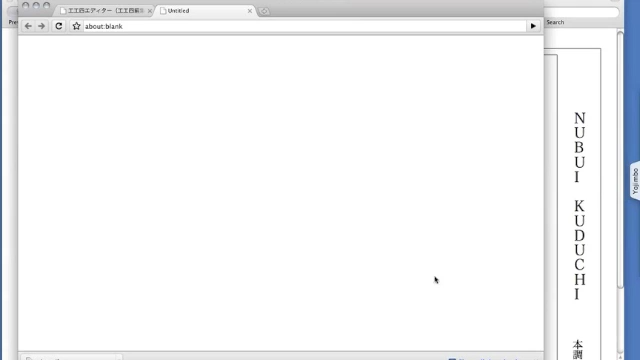 工工四エディター（工工四
Untitled
about:blank
Search
NUBUI KUDUCHI
本調
Yojimbo